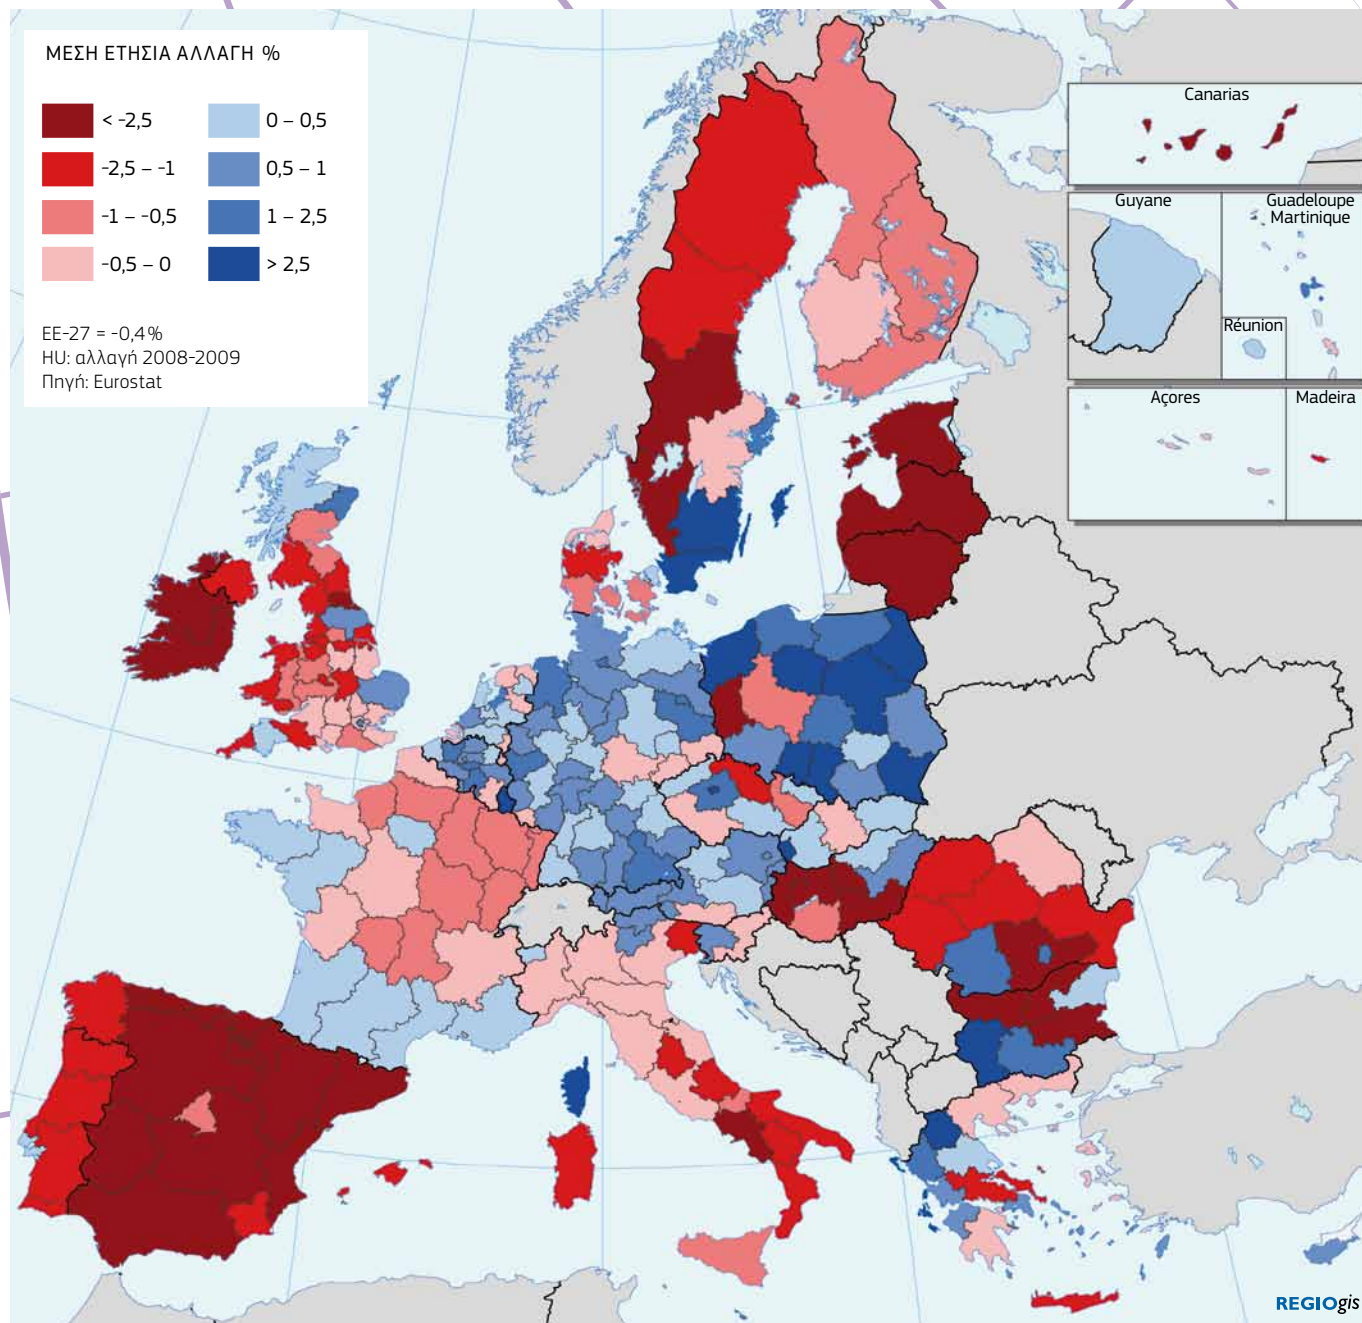 ΜΕΣΗ ΕΤΗΣΙΑ ΑΛΛΑΓΗ %
< -2,5
-2,5 – -1
-1 – -0,5
-0,5 – 0
0 – 0,5
0,5 – 1
1 – 2,5
> 2,5
ΕΕ-27 = -0,4%
HU: αλλαγή 2008-2009
Πηγή: Eurostat
Canarias
Guyane
Guadeloupe
Martinique
Réunion
Açores
Madeira
REGIOgis